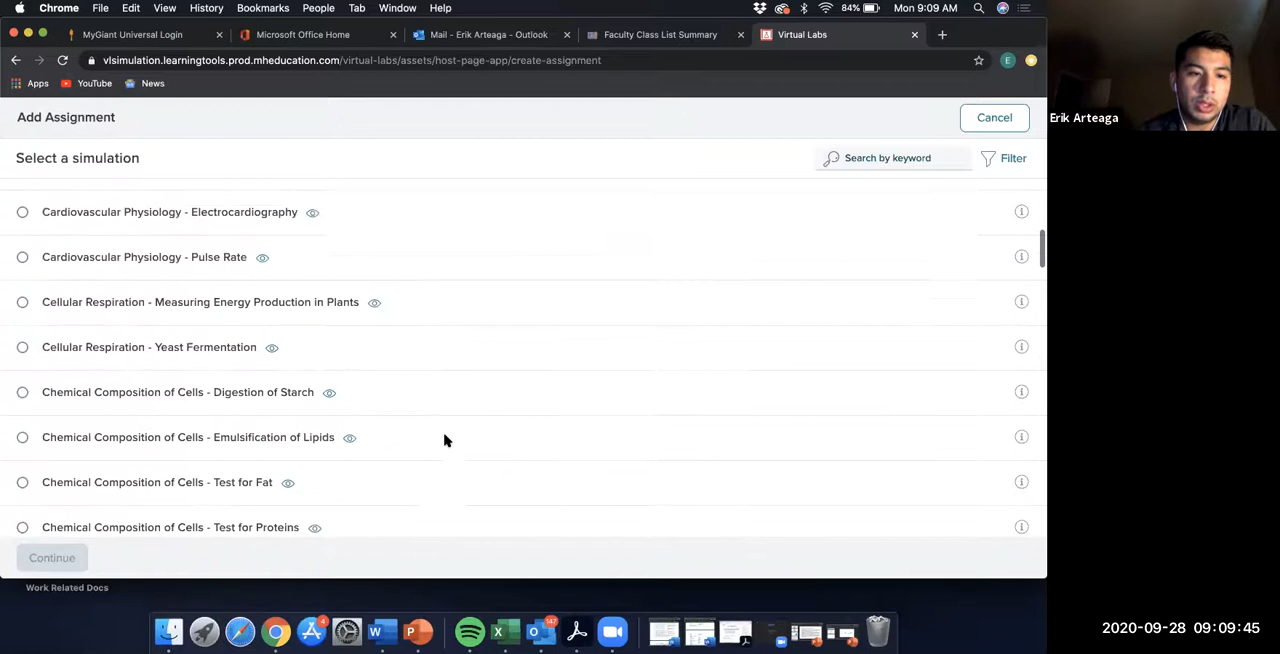 Chrome File Edit View History Bookmarks People Tab Window Help 84% Mon 9:09 AM
MyGiant Universal Login Microsoft Office Home Mail - Erik Arteaga - Outlook Faculty Class List Summary Virtual Labs
vlsimulation.learningtools.prod.mheducation.com/virtual-labs/assets/host-page-app/create-assignment E
Apps YouTube News
Add Assignment Cancel
Erik Arteaga
Select a simulation Search by keyword Filter
Cardiovascular Physiology - Electrocardiography
Cardiovascular Physiology - Pulse Rate
Cellular Respiration - Measuring Energy Production in Plants
Cellular Respiration - Yeast Fermentation
Chemical Composition of Cells - Digestion of Starch
Chemical Composition of Cells - Emulsification of Lipids
Chemical Composition of Cells - Test for Fat
Chemical Composition of Cells - Test for Proteins
Continue
Work Related Docs
4 W P X 147
2020-09-28 09:09:45